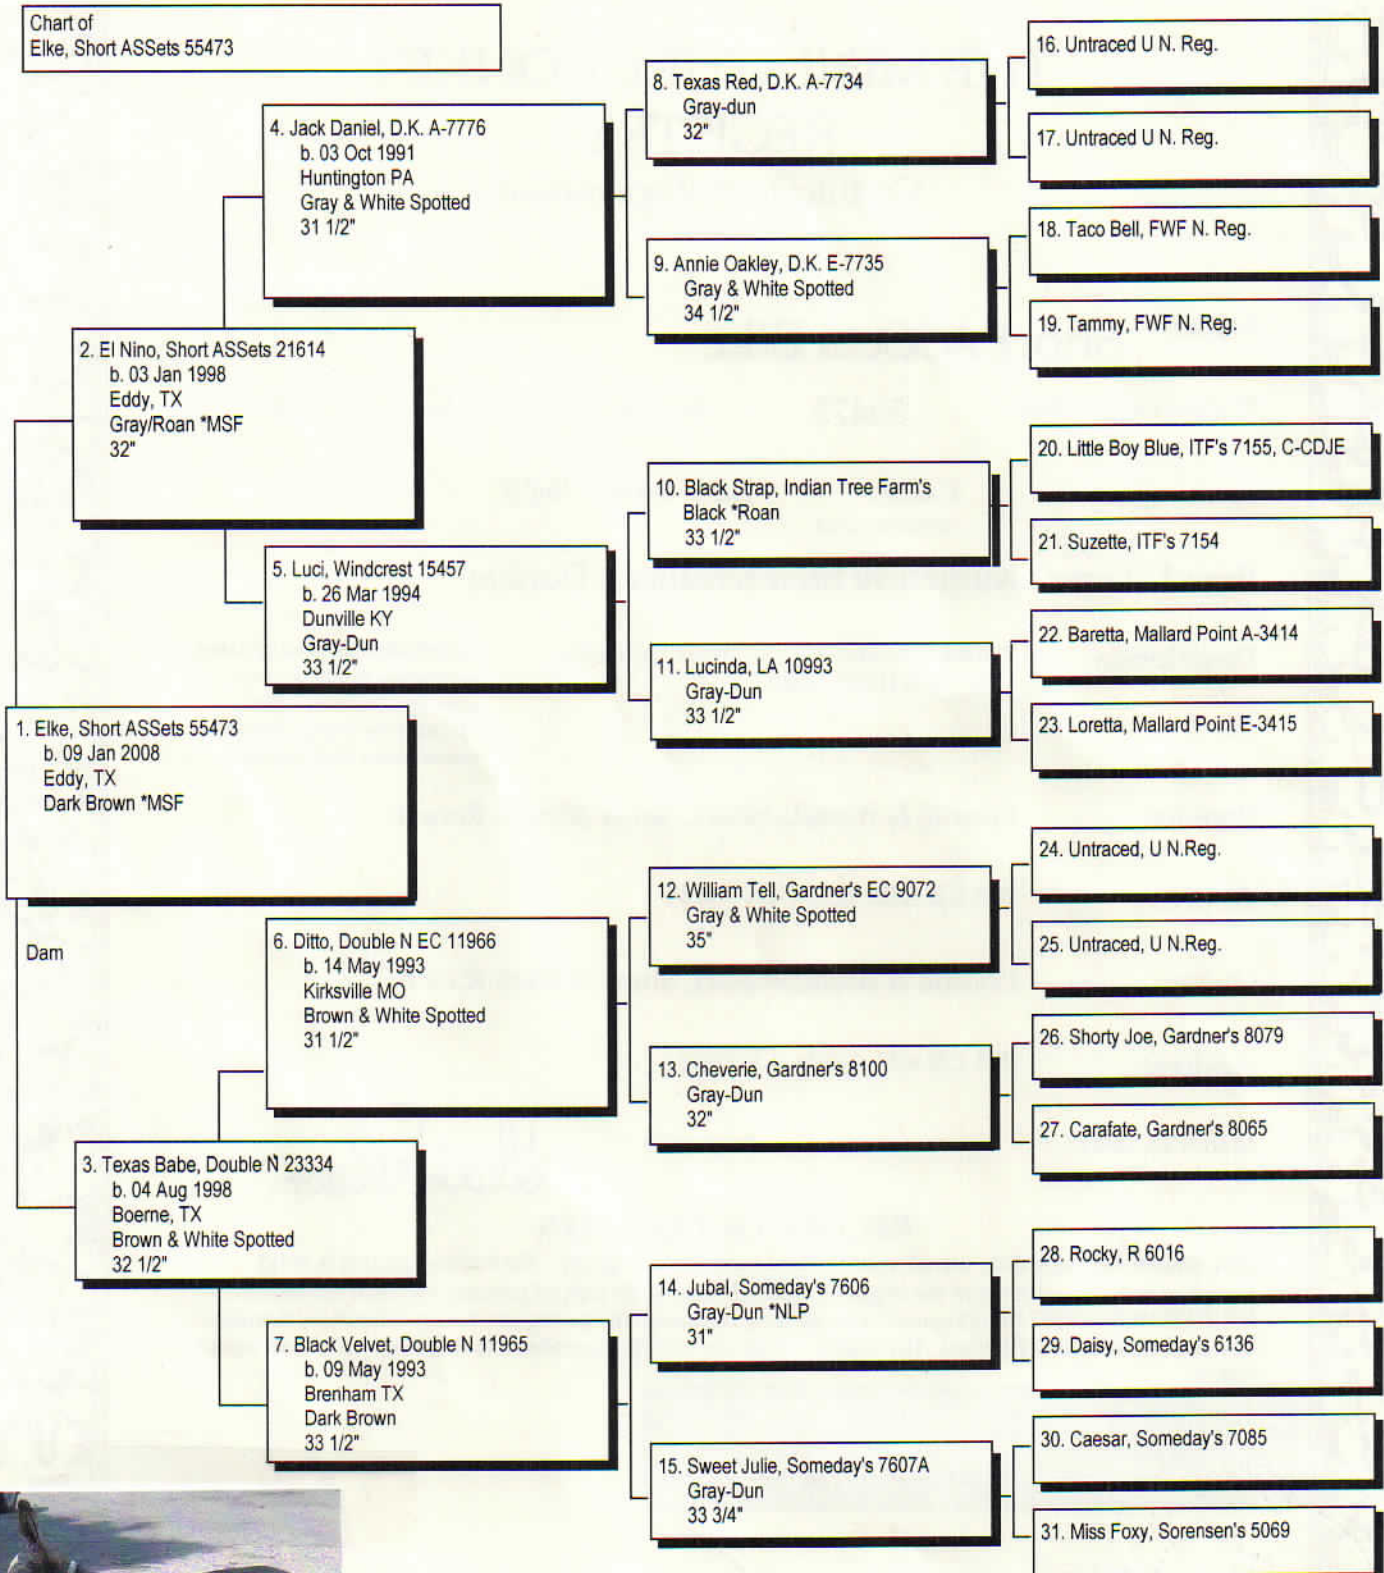 Chart of
Elke, Short ASSets 55473
1. Elke, Short ASSets 55473
b. 09 Jan 2008
Eddy, TX
Dark Brown *MSF
Dam
2. El Nino, Short ASSets 21614
b. 03 Jan 1998
Eddy, TX
Gray/Roan *MSF
32"
3. Texas Babe, Double N 23334
b. 04 Aug 1998
Boerne, TX
Brown & White Spotted
32 1/2"
4. Jack Daniel, D.K. A-7776
b. 03 Oct 1991
Huntington PA
Gray & White Spotted
31 1/2"
5. Luci, Windcrest 15457
b. 26 Mar 1994
Dunville KY
Gray-Dun
33 1/2"
6. Ditto, Double N EC 11966
b. 14 May 1993
Kirksville MO
Brown & White Spotted
31 1/2"
7. Black Velvet, Double N 11965
b. 09 May 1993
Brenham TX
Dark Brown
33 1/2"
8. Texas Red, D.K. A-7734
Gray-dun
32"
9. Annie Oakley, D.K. E-7735
Gray & White Spotted
34 1/2"
10. Black Strap, Indian Tree Farm's
Black *Roan
33 1/2"
11. Lucinda, LA 10993
Gray-Dun
33 1/2"
12. William Tell, Gardner's EC 9072
Gray & White Spotted
35"
13. Cheverie, Gardner's 8100
Gray-Dun
32"
14. Jubal, Someday's 7606
Gray-Dun *NLP
31"
15. Sweet Julie, Someday's 7607A
Gray-Dun
33 3/4"
16. Untraced U N. Reg.
17. Untraced U N. Reg.
18. Taco Bell, FWF N. Reg.
19. Tammy, FWF N. Reg.
20. Little Boy Blue, ITF's 7155, C-CDJE
21. Suzette, ITF's 7154
22. Baretta, Mallard Point A-3414
23. Loretta, Mallard Point E-3415
24. Untraced, U N.Reg.
25. Untraced, U N.Reg.
26. Shorty Joe, Gardner's 8079
27. Carafate, Gardner's 8065
28. Rocky, R 6016
29. Daisy, Someday's 6136
30. Caesar, Someday's 7085
31. Miss Foxy, Sorensen's 5069